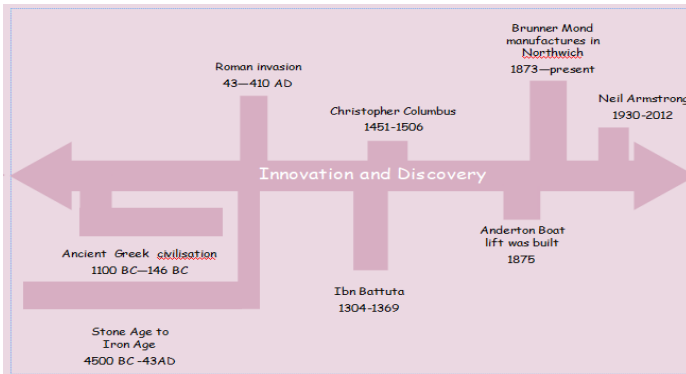 Brunner Mond
manufactures in
Northwich
1873—present
Roman invasion
43—410 AD
Neil Armstrong
1930-2012
Christopher Columbus
1451-1506
Innovation and Discovery
Anderton Boat
lift was built
1875
Ancient Greek civilisation
1100 BC—146 BC
Ibn Battuta
1304-1369
Stone Age to
Iron Age
4500 BC -43AD